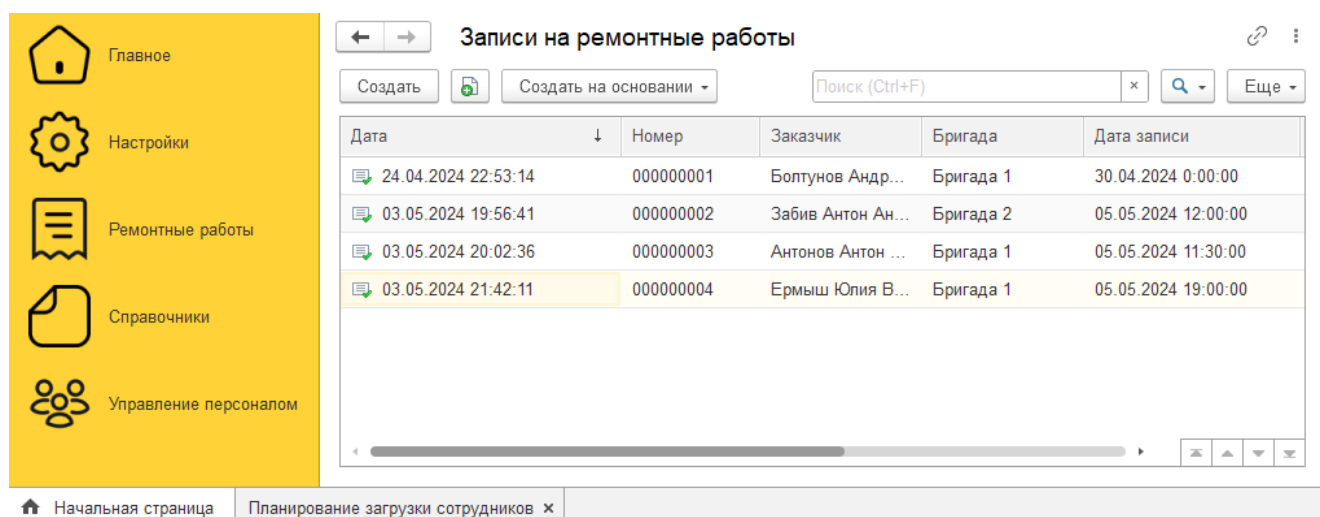 Главное
Настройки
Ремонтные работы
Справочники
Управление персоналом
Записи на ремонтные работы
Создать Создать на основании Поиск (Ctrl+F) × Еще
Дата ↓ Номер Заказчик Бригада Дата записи
24.04.2024 22:53:14 000000001 Болтунов Андр... Бригада 1 30.04.2024 0:00:00
03.05.2024 19:56:41 000000002 Забив Антон Ан... Бригада 2 05.05.2024 12:00:00
03.05.2024 20:02:36 000000003 Антонов Антон ... Бригада 1 05.05.2024 11:30:00
03.05.2024 21:42:11 000000004 Ермыш Юлия В... Бригада 1 05.05.2024 19:00:00
Начальная страница Планирование загрузки сотрудников ×